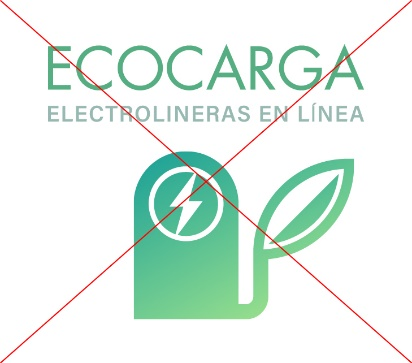 ECOCARGA
ELECTROLINERAS EN LÍNEA